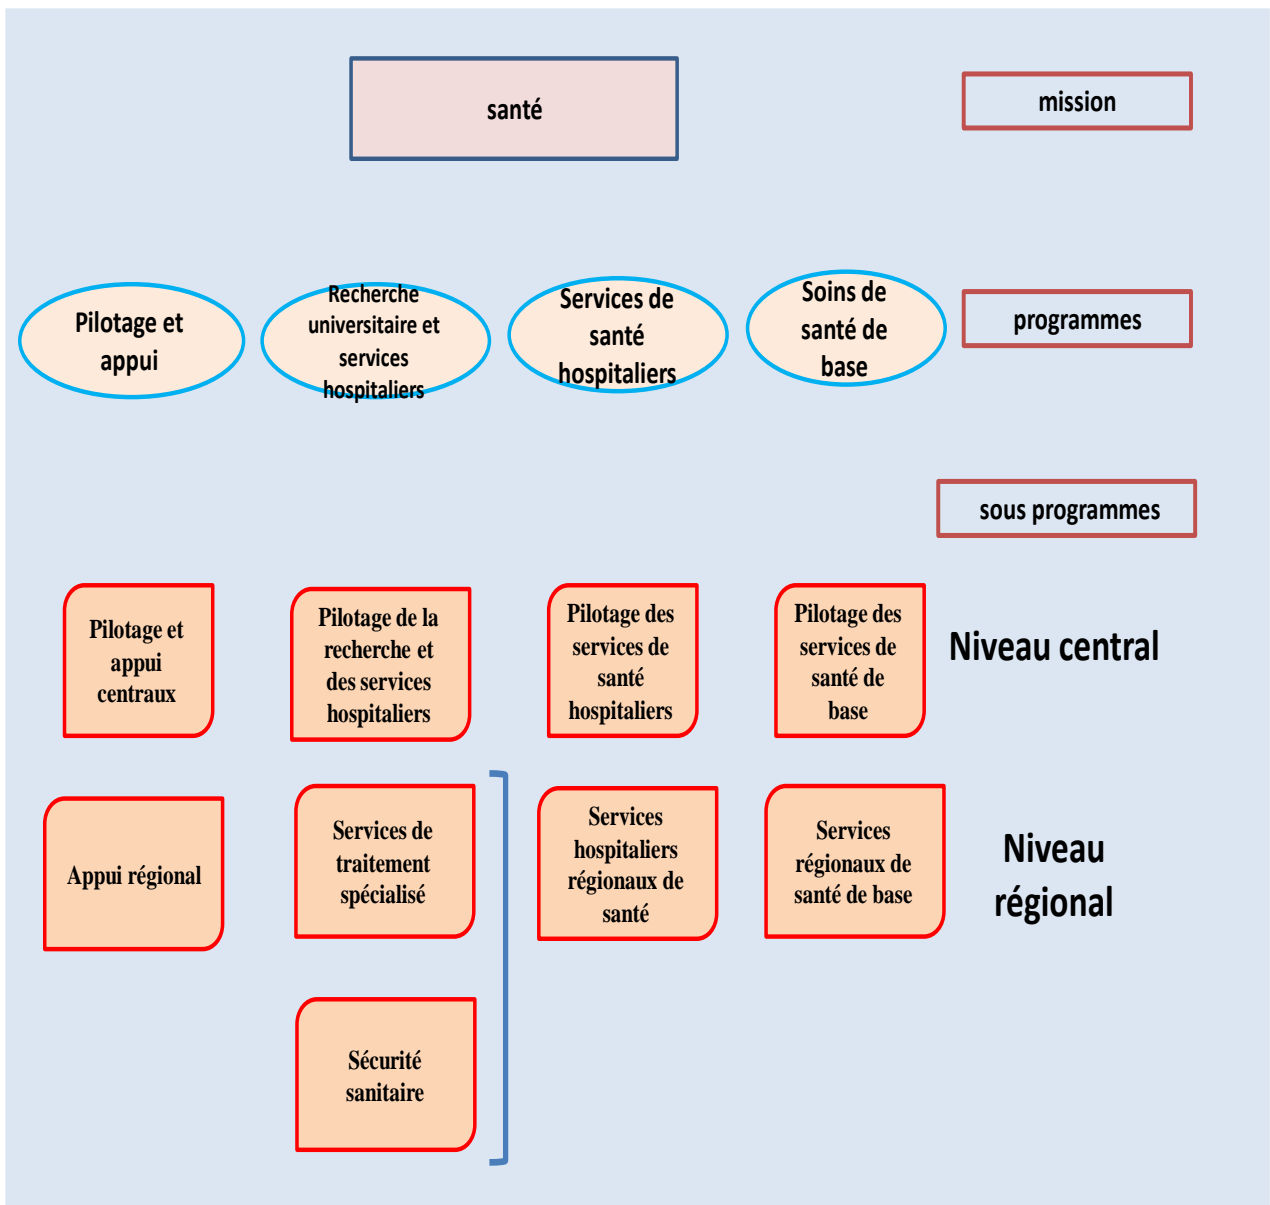 santé
mission
Pilotage et
appui
Recherche
universitaire et
services
hospitaliers
Services de
santé
hospitaliers
Soins de
santé de
base
programmes
sous programmes
Pilotage et
appui
centraux
Pilotage de la
recherche et
des services
hospitaliers
Pilotage des
services de
santé
hospitaliers
Pilotage des
services de
santé de
base
Niveau central
Appui régional
Services de
traitement
spécialisé
Services
hospitaliers
régionaux de
santé
Services
régionaux de
santé de base
Niveau
régional
Sécurité
sanitaire